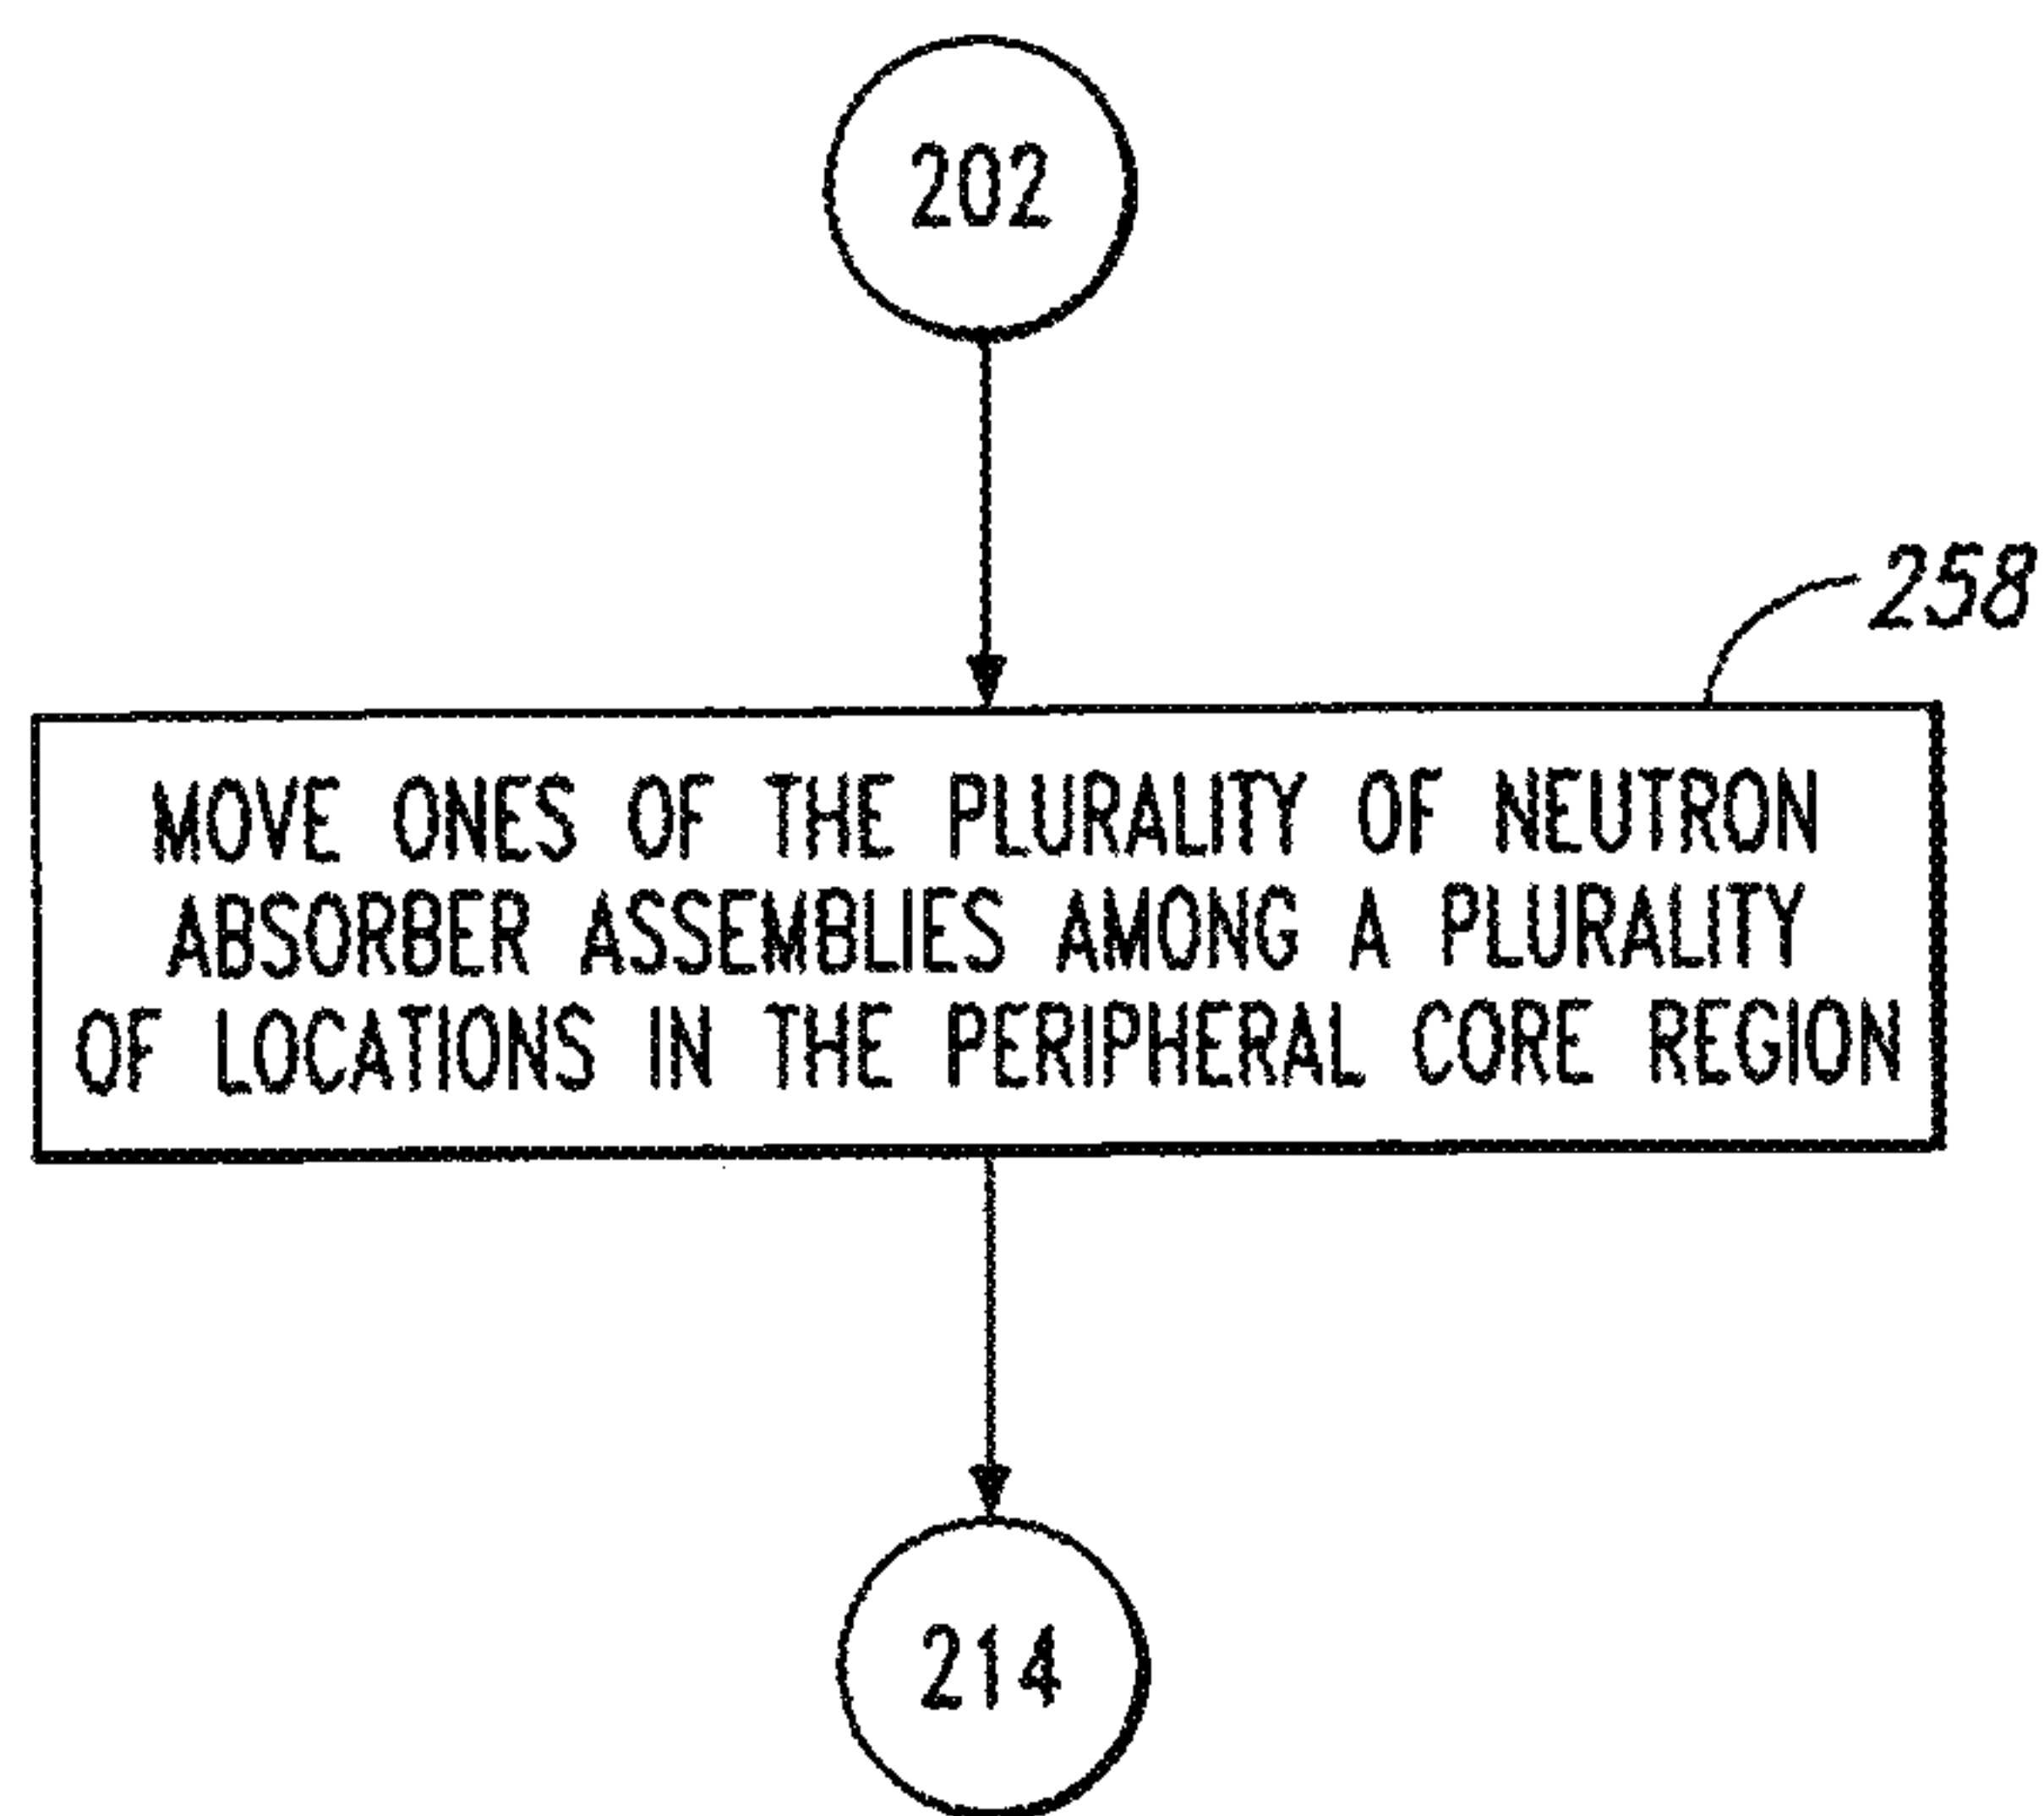 202
258
MOVE ONES OF THE PLURALITY OF NEUTRON
ABSORBER ASSEMBLIES AMONG A PLURALITY
OF LOCATIONS IN THE PERIPHERAL CORE REGION
214